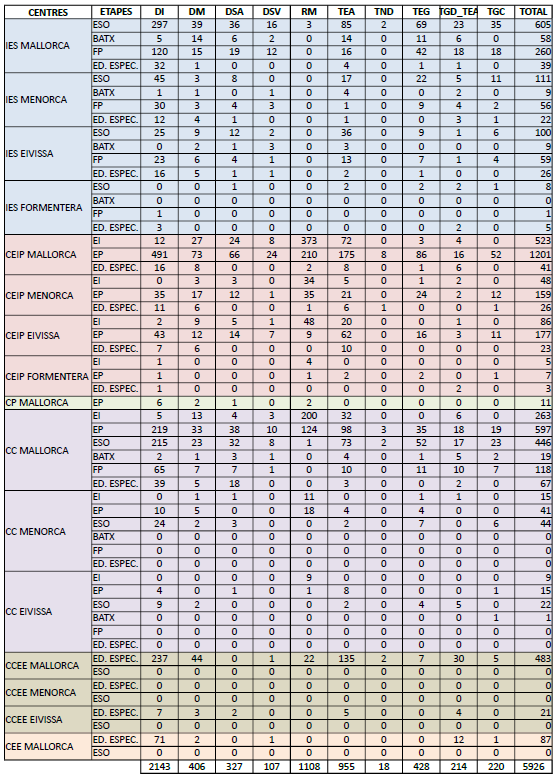 CENTRES ETAPES DI DM DSA DSV RM TEA TND TEG TGD_TEA TGC TOTAL
IES MALLORCA ESO 297 39 36 16 3 85 2 69 23 35 605
BATX 5 14 6 2 0 14 0 11 6 0 58
FP 120 15 19 12 0 16 0 42 18 18 260
ED. ESPEC. 32 1 0 0 0 4 0 1 1 0 39
IES MENORCA ESO 45 3 8 0 0 17 0 22 5 11 111
BATX 1 1 0 1 0 4 0 0 2 0 9
FP 30 3 4 3 0 1 0 9 4 2 56
ED. ESPEC. 12 4 1 0 0 1 0 0 3 1 22
IES EIVISSA ESO 25 9 12 2 0 36 0 9 1 6 100
BATX 0 2 1 3 0 3 0 0 0 0 9
FP 23 6 4 1 0 13 0 7 1 4 59
ED. ESPEC. 16 5 1 1 0 2 0 1 0 0 26
IES FORMENTERA ESO 0 0 1 0 0 2 0 2 2 1 8
BATX 0 0 0 0 0 0 0 0 0 0 0
FP 1 0 0 0 0 0 0 0 0 0 1
ED. ESPEC. 3 0 0 0 0 0 0 0 2 0 5
CEIP MALLORCA EI 12 27 24 8 373 72 0 3 4 0 523
EP 491 73 66 24 210 175 8 86 16 52 1201
ED. ESPEC. 16 8 0 0 2 8 0 1 6 0 41
CEIP MENORCA EI 0 3 3 0 34 5 0 1 2 0 48
EP 35 17 12 1 35 21 0 24 2 12 159
ED. ESPEC. 11 6 0 0 1 6 1 0 0 1 26
CEIP EIVISSA EI 2 9 5 1 48 20 0 0 1 0 86
EP 43 12 14 7 9 62 0 16 3 11 177
ED. ESPEC. 7 6 0 0 0 10 0 0 0 0 23
CEIP FORMENTERA EI 1 0 0 0 4 0 0 0 0 0 5
EP 1 0 0 0 1 2 0 2 0 1 7
ED. ESPEC. 1 0 0 0 0 0 0 0 2 0 3
CP MALLORCA EP 6 2 1 0 2 0 0 0 0 0 11
CC MALLORCA EI 5 13 4 3 200 32 0 0 6 0 263
EP 219 33 38 10 124 98 3 35 18 19 597
ESO 215 23 32 8 1 73 2 52 17 23 446
BATX 2 1 3 1 0 4 0 1 5 2 19
FP 65 7 7 1 0 10 0 11 10 7 118
ED. ESPEC. 39 5 18 0 0 3 0 0 2 0 67
CC MENORCA EI 0 1 1 0 11 0 0 1 1 0 15
EP 10 5 0 0 18 4 0 4 0 0 41
ESO 24 2 3 0 0 2 0 7 0 6 44
BATX 0 0 0 0 0 0 0 0 0 0 0
FP 0 0 0 0 0 0 0 0 0 0 0
ED. ESPEC. 0 0 0 0 0 0 0 0 0 0 0
CC EIVISSA EI 0 0 0 0 9 0 0 0 0 0 9
EP 4 0 1 0 1 8 0 0 0 1 15
ESO 9 2 0 0 0 2 0 4 5 0 22
BATX 0 0 0 0 0 0 0 0 0 1 1
FP 0 0 0 0 0 0 0 0 0 0 0
ED. ESPEC. 0 0 0 0 0 0 0 0 0 0 0
CCEE MALLORCA ED. ESPEC. 237 44 0 1 22 135 2 7 30 5 483
ESO 0 0 0 0 0 0 0 0 0 0 0
CCEE MENORCA ED. ESPEC. 0 0 0 0 0 0 0 0 0 0 0
ESO 0 0 0 0 0 0 0 0 0 0 0
CCEE EIVISSA ED. ESPEC. 7 3 2 0 0 5 0 0 4 0 21
ESO 0 0 0 0 0 0 0 0 0 0 0
CEE MALLORCA ED. ESPEC. 71 2 0 1 0 0 0 0 12 1 87
ESO 0 0 0 0 0 0 0 0 0 0 0
2143 406 327 107 1108 955 18 428 214 220 5926